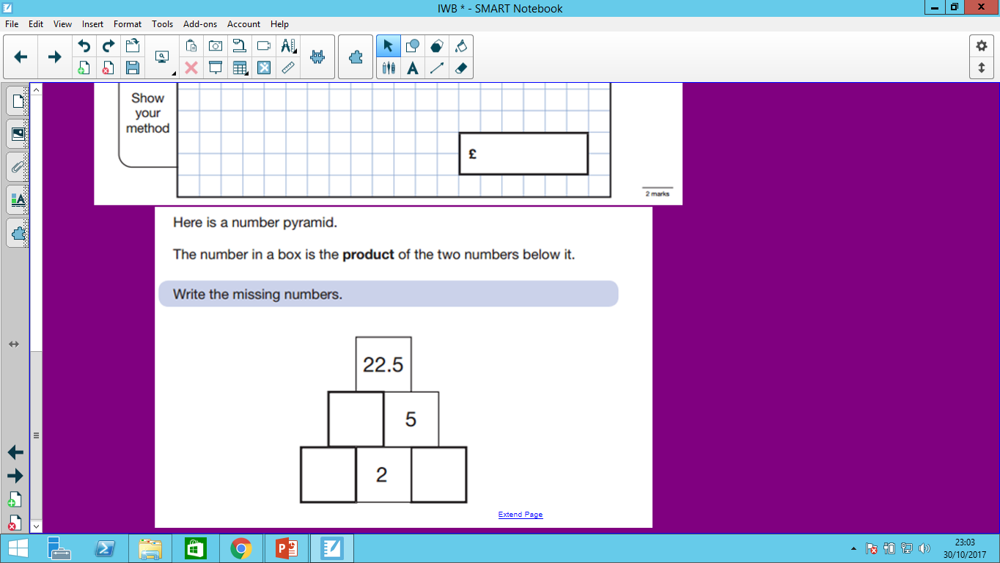 IWB * - SMART Notebook
File Edit View Insert Format Tools Add-ons Account Help
Show
your
method
£
2 marks
Here is a number pyramid.
The number in a box is the product of the two numbers below it.
Write the missing numbers.
22.5
5
2
Extend Page
23:03
30/10/2017